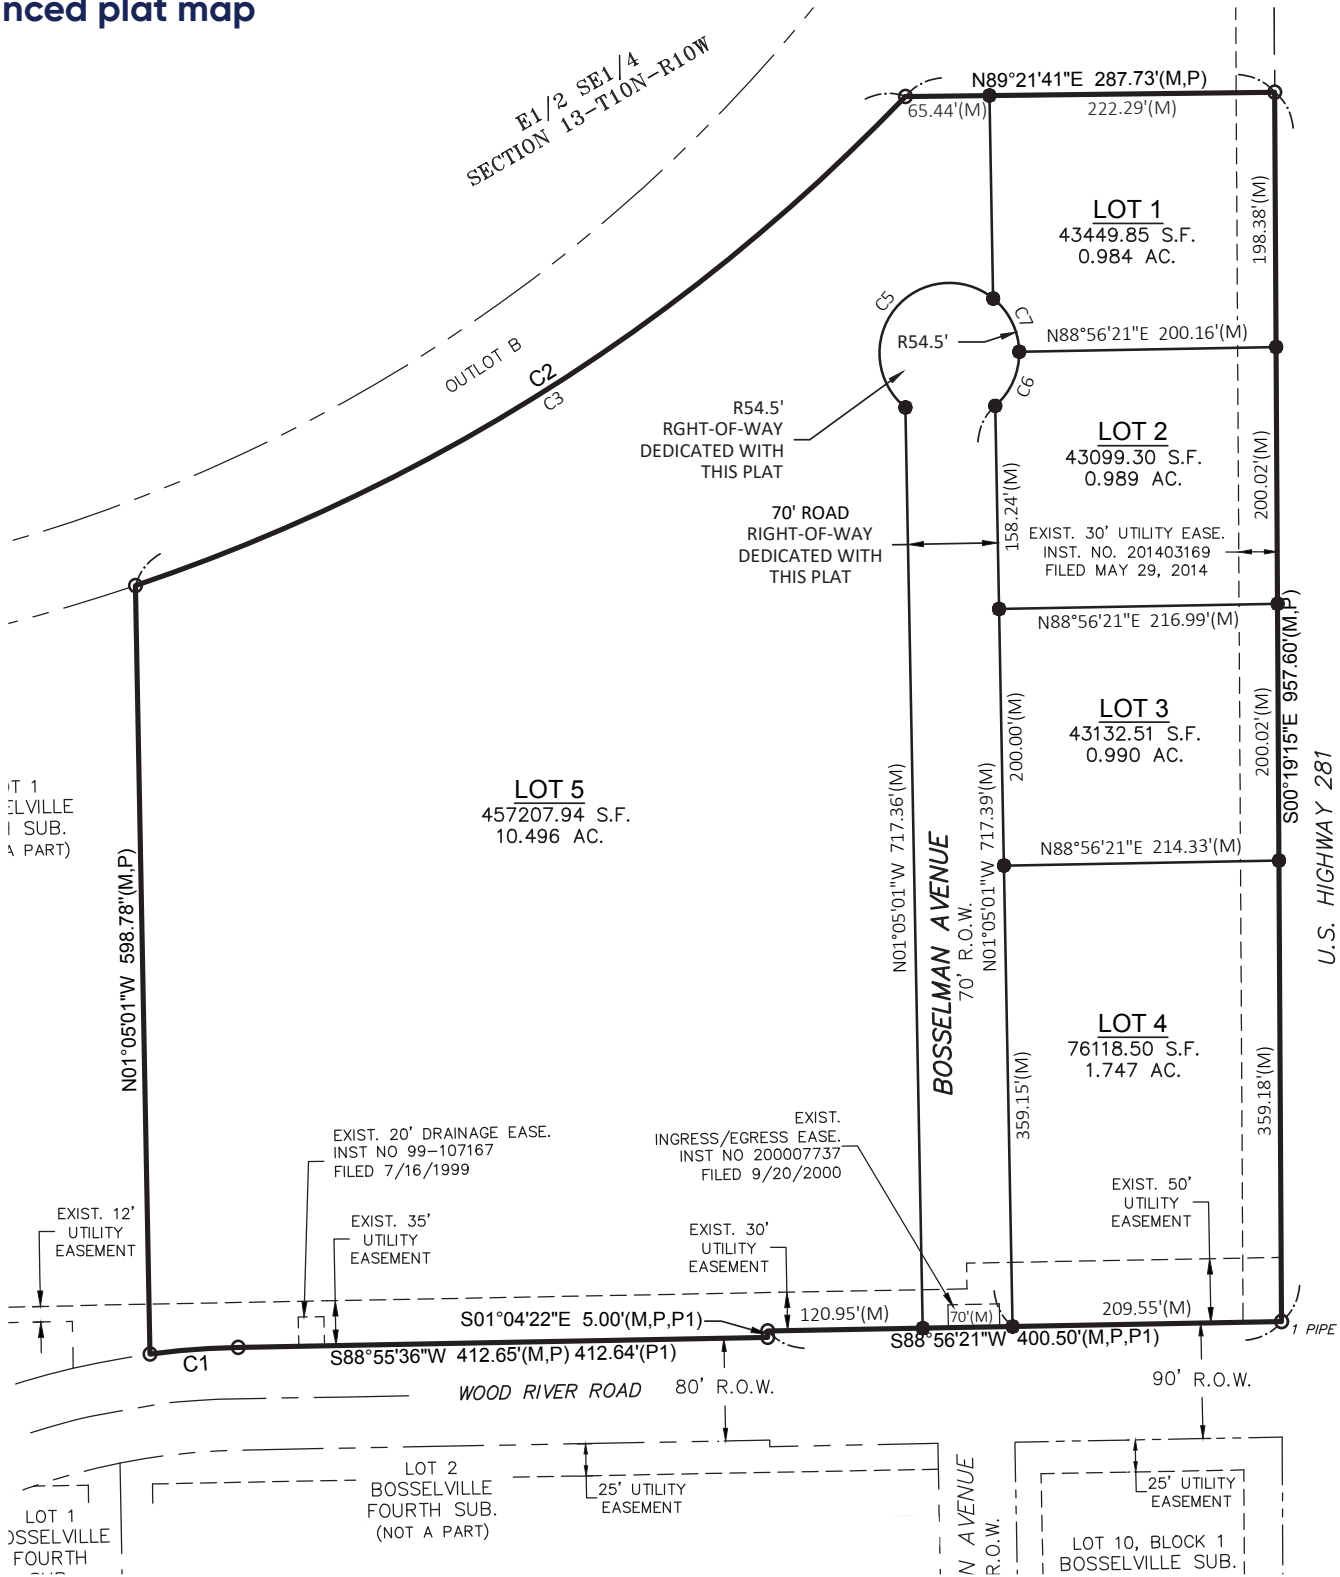 nced plat map
E1/2 SE1/4
SECTION 13-T10N-R10W
N89°21'41"E 287.73'(M,P)
65.44'(M)
222.29'(M)
LOT 1
43449.85 S.F.
0.984 AC.
198.38'(M)
C5
C7
R54.5'
N88°56'21"E 200.16'(M)
OUTLOT B
C2
C3
C6
R54.5'
RGHT-OF-WAY
DEDICATED WITH
THIS PLAT
LOT 2
43099.30 S.F.
0.989 AC.
200.02'(M)
158.24'(M)
70' ROAD
RIGHT-OF-WAY
DEDICATED WITH
THIS PLAT
EXIST. 30' UTILITY EASE.
INST. NO. 201403169
FILED MAY 29, 2014
N88°56'21"E 216.99'(M)
S00°19'15"E 957.60'(M,P)
LOT 3
43132.51 S.F.
0.990 AC.
200.00'(M)
200.02'(M)
U.S. HIGHWAY 281
N88°56'21"E 214.33'(M)
LOT 5
457207.94 S.F.
10.496 AC.
OT 1
ELVILLE
SUB.
A PART)
N01°05'01"W 598.78"(M,P)
N01°05'01"W 717.36'(M)
BOSSELMAN AVENUE
70' R.O.W.
N01°05'01"W 717.39'(M)
LOT 4
76118.50 S.F.
1.747 AC.
359.15'(M)
359.18'(M)
EXIST. 20' DRAINAGE EASE.
INST NO 99-107167
FILED 7/16/1999
EXIST.
INGRESS/EGRESS EASE.
INST NO 200007737
FILED 9/20/2000
EXIST. 12'
UTILITY
EASEMENT
EXIST. 35'
UTILITY
EASEMENT
EXIST. 30'
UTILITY
EASEMENT
EXIST. 50'
UTILITY
EASEMENT
S01°04'22"E 5.00'(M,P,P1)
120.95'(M)
70'(M)
209.55'(M)
1 PIPE
C1
S88°55'36"W 412.65'(M,P) 412.64'(P1)
S88°56'21"W 400.50'(M,P,P1)
WOOD RIVER ROAD
80' R.O.W.
90' R.O.W.
LOT 2
BOSSELVILLE
FOURTH SUB.
(NOT A PART)
25' UTILITY
EASEMENT
N AVENUE
R.O.W.
25' UTILITY
EASEMENT
LOT 1
OSSELVILLE
FOURTH
LOT 10, BLOCK 1
BOSSELVILLE SUB.